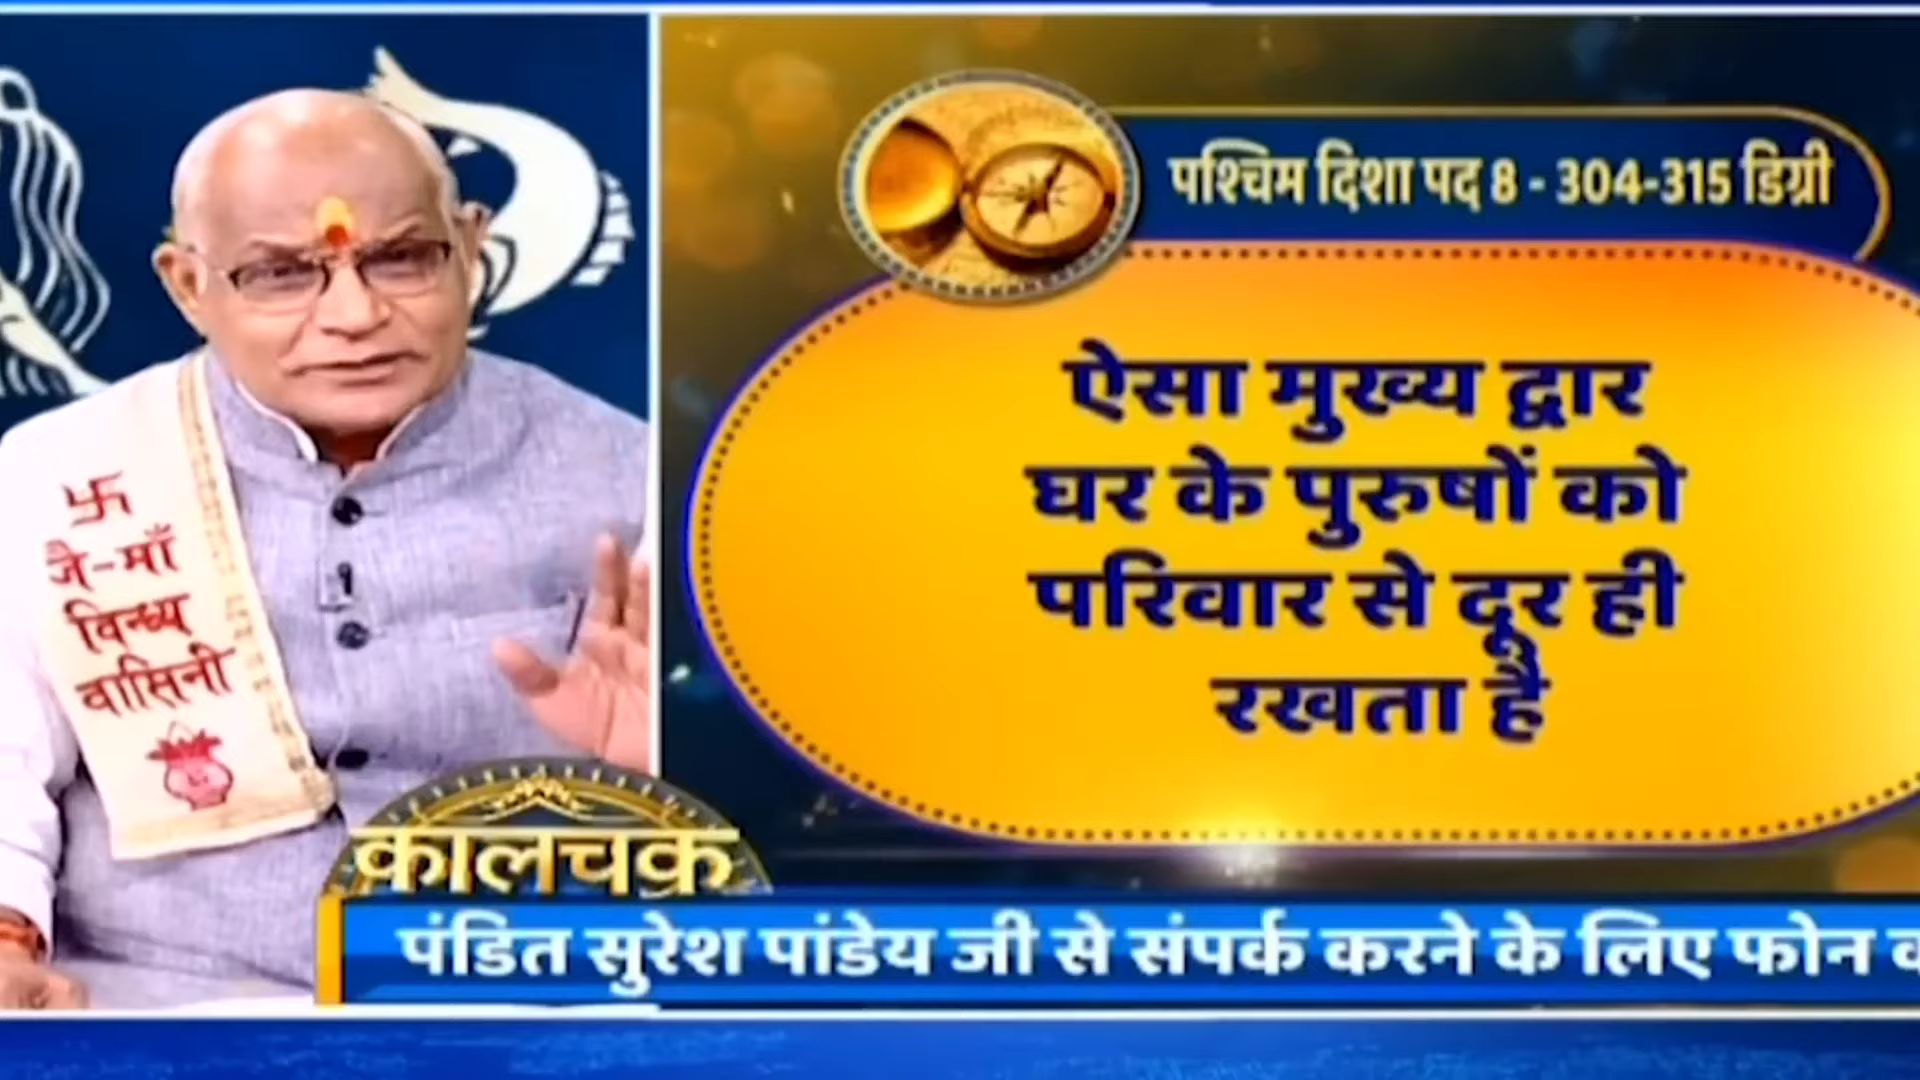 पश्चिम दिशा पद 8 - 304-315 डिग्री
ऐसा मुख्य द्वार
घर के पुरुषों को
परिवार से दूर ही
रखता है
जै-माँ
विन्ध्य
वासिनी
कालचक्र
पंडित सुरेश पांडेय जी से संपर्क करने के लिए फोन